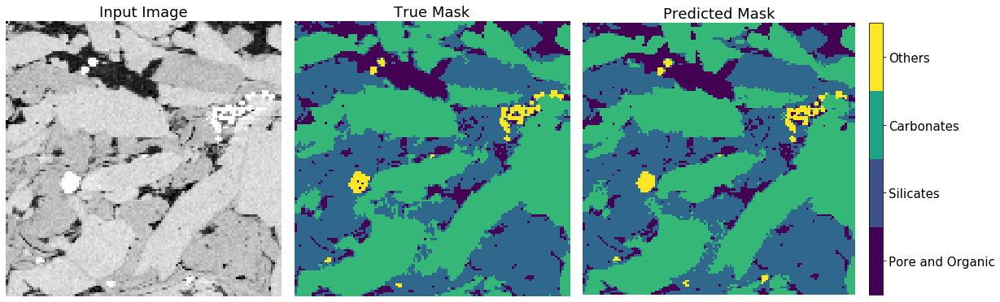 Input Image
True Mask
Predicted Mask
Others
Carbonates
Silicates
Pore and Organic